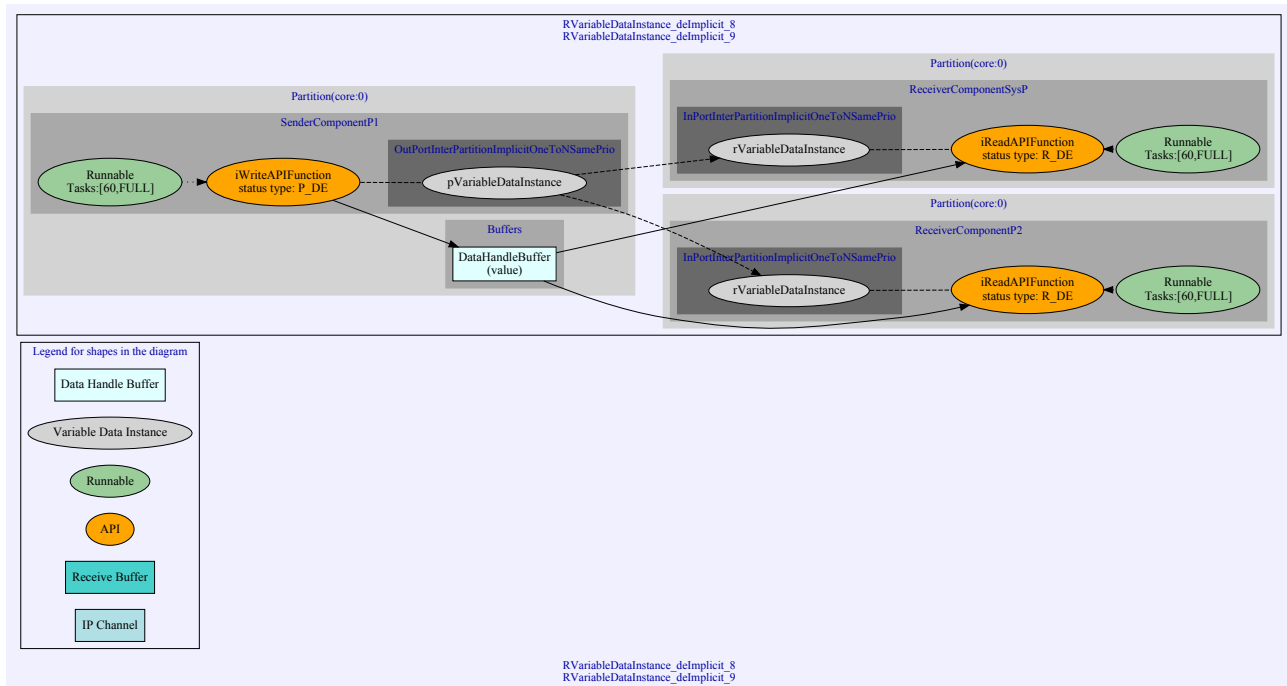 RVariableDataInstance_deImplicit_8
RVariableDataInstance_deImplicit_9
Partition(core:0)
SenderComponentP1
Runnable
Tasks:[60,FULL]
iWriteAPIFunction
status type: P_DE
OutPortInterPartitionImplicitOneToNSamePrio
pVariableDataInstance
Buffers
DataHandleBuffer
(value)
Partition(core:0)
ReceiverComponentSysP
InPortInterPartitionImplicitOneToNSamePrio
rVariableDataInstance
iReadAPIFunction
status type: R_DE
Runnable
Tasks:[60,FULL]
Partition(core:0)
ReceiverComponentP2
InPortInterPartitionImplicitOneToNSamePrio
rVariableDataInstance
iReadAPIFunction
status type: R_DE
Runnable
Tasks:[60,FULL]
Legend for shapes in the diagram
Data Handle Buffer
Variable Data Instance
Runnable
API
Receive Buffer
IP Channel
RVariableDataInstance_deImplicit_8
RVariableDataInstance_deImplicit_9